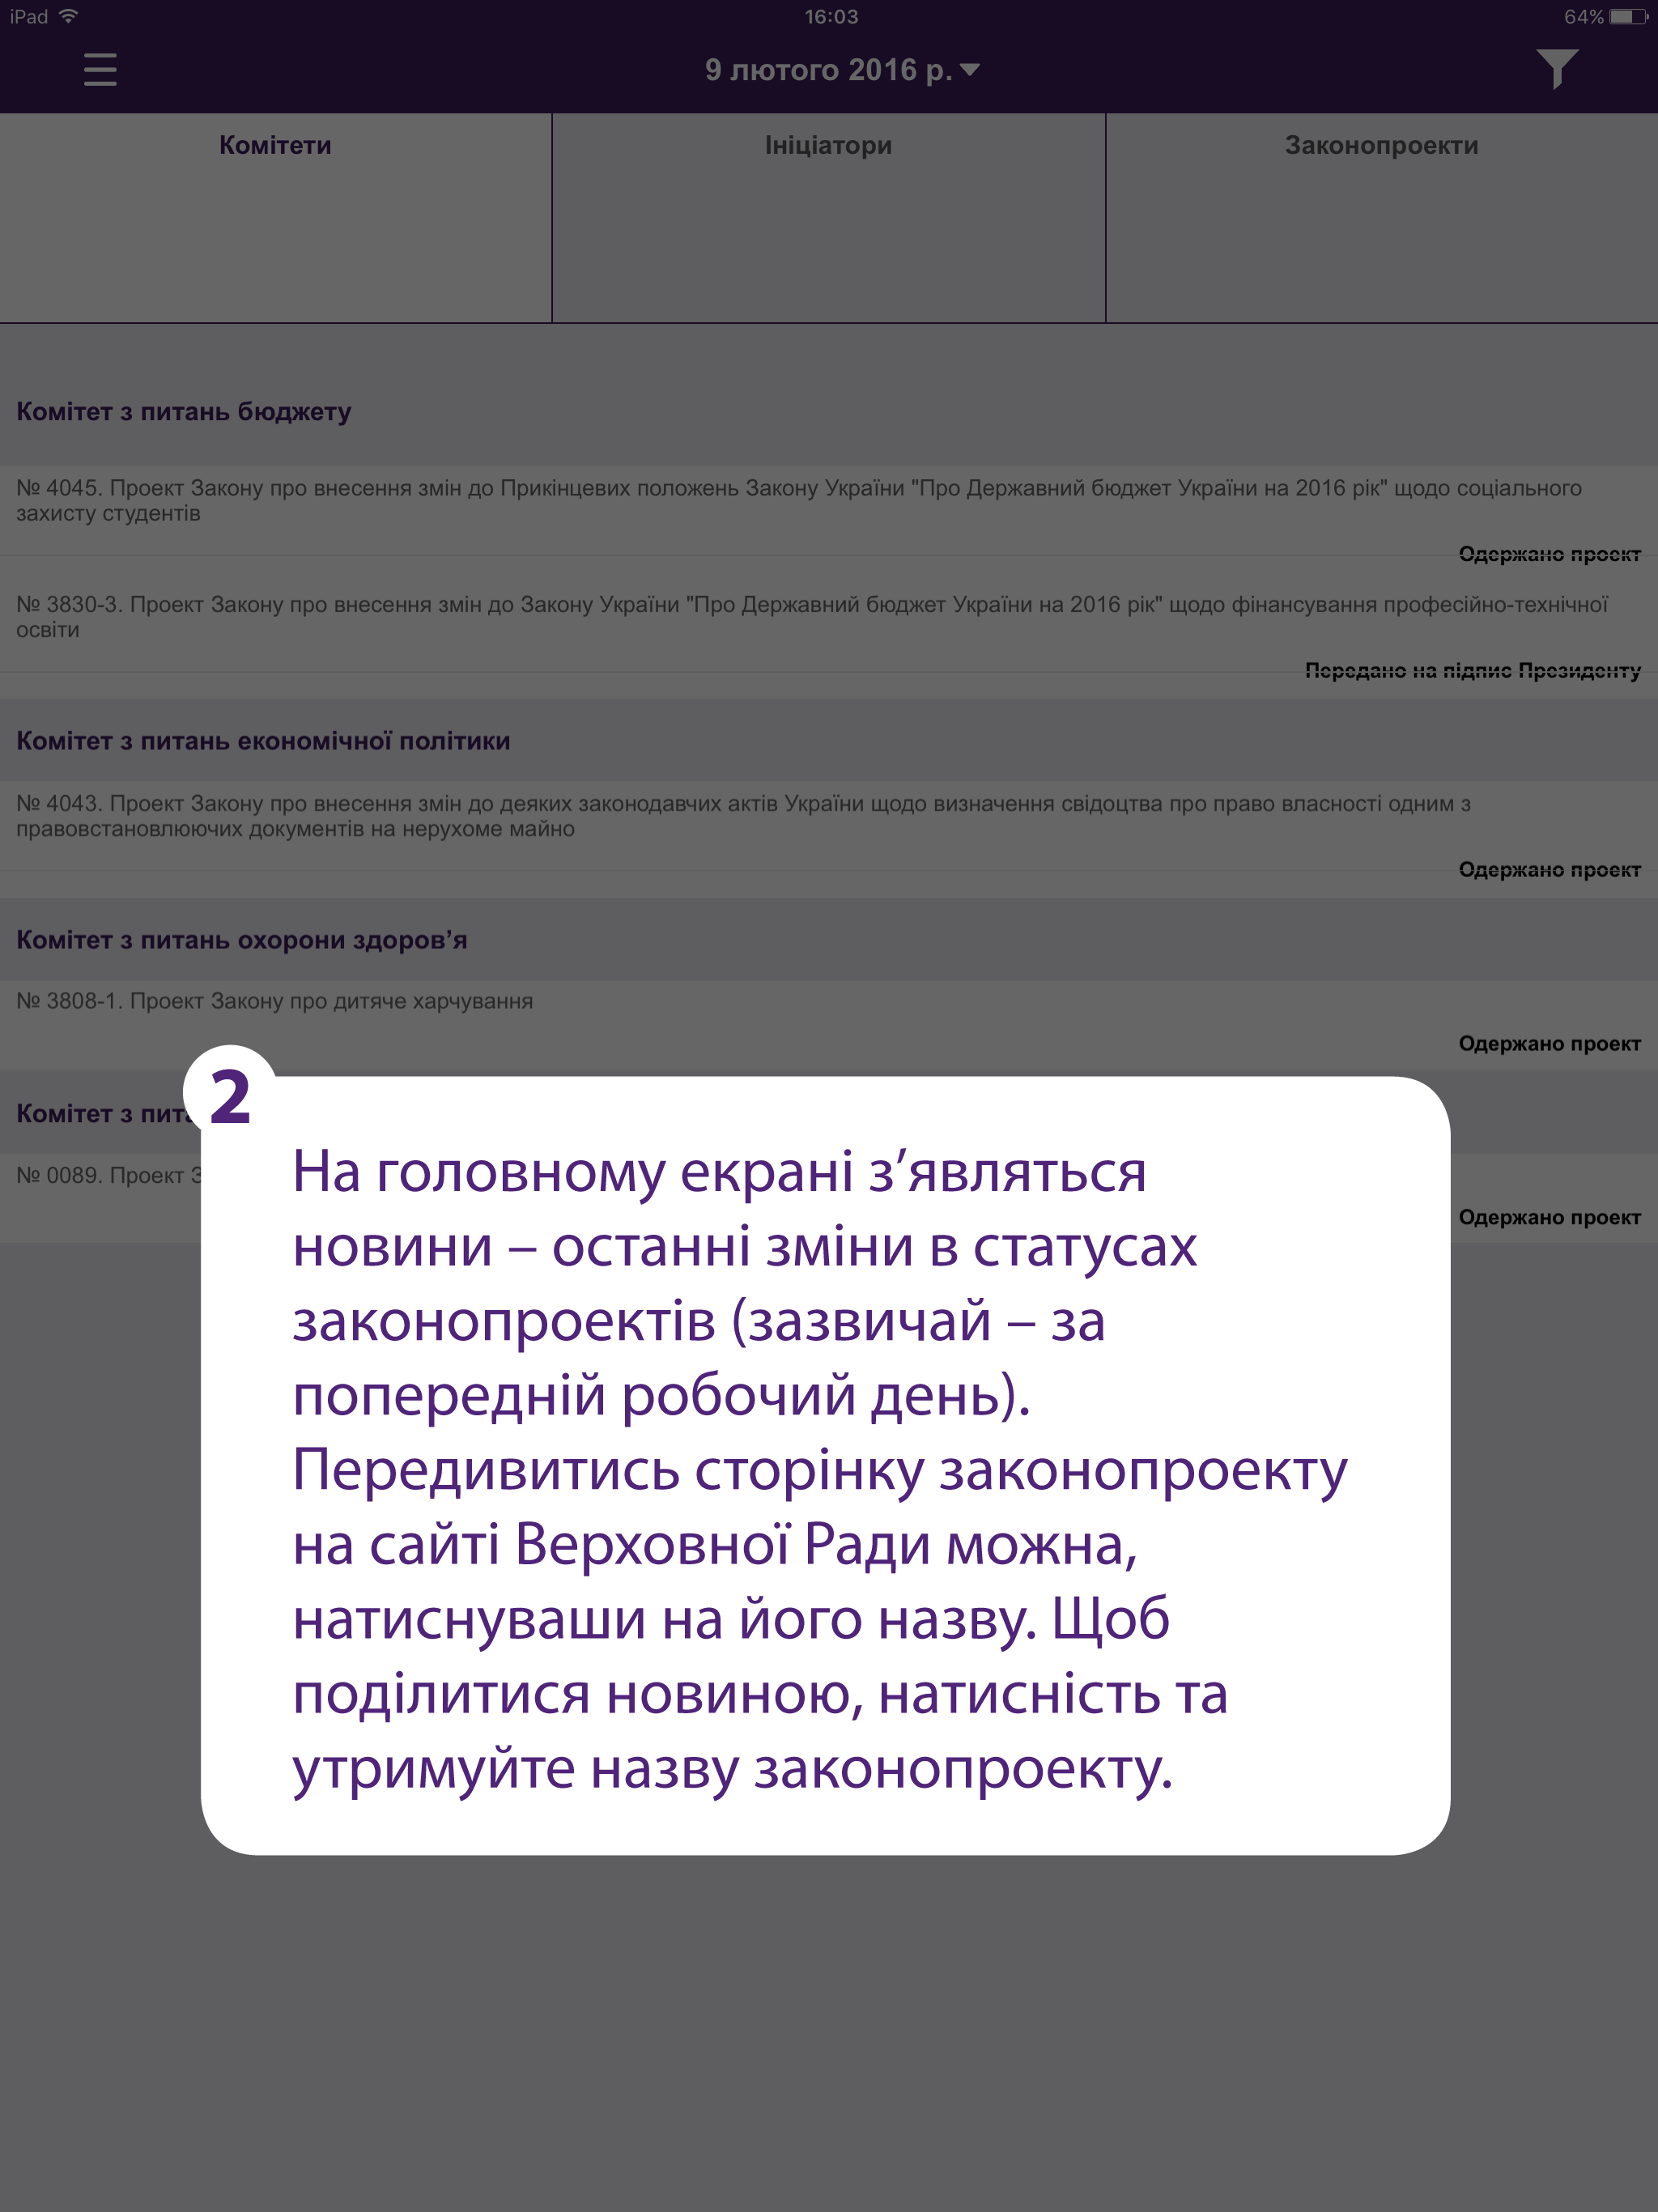 iPad 16:03 64%
9 лютого 2016 р.
Комітети Ініціатори Законопроекти
Комітет з питань бюджету
№ 4045. Проект Закону про внесення змін до Прикінцевих положень Закону України "Про Державний бюджет України на 2016 рік" щодо соціального
захисту студентів
Одержано проект
№ 3830-3. Проект Закону про внесення змін до Закону України "Про Державний бюджет України на 2016 рік" щодо фінансування професійно-технічної
освіти
Передано на підпис Президенту
Комітет з питань економічної політики
№ 4043. Проект Закону про внесення змін до деяких законодавчих актів України щодо визначення свідоцтва про право власності одним з
правовстановлюючих документів на нерухоме майно
Одержано проект
Комітет з питань охорони здоров’я
№ 3808-1. Проект Закону про дитяче харчування
Одержано проект
Комітет з
№ 0089. Проект
Одержано проект
2
На головному екрані з’являться
новини – останні зміни в статусах
законопроектів (зазвичай – за
попередній робочий день).
Передивитись сторінку законопроекту
на сайті Верховної Ради можна,
натиснуваши на його назву. Щоб
поділитися новиною, натисність та
утримуйте назву законопроекту.